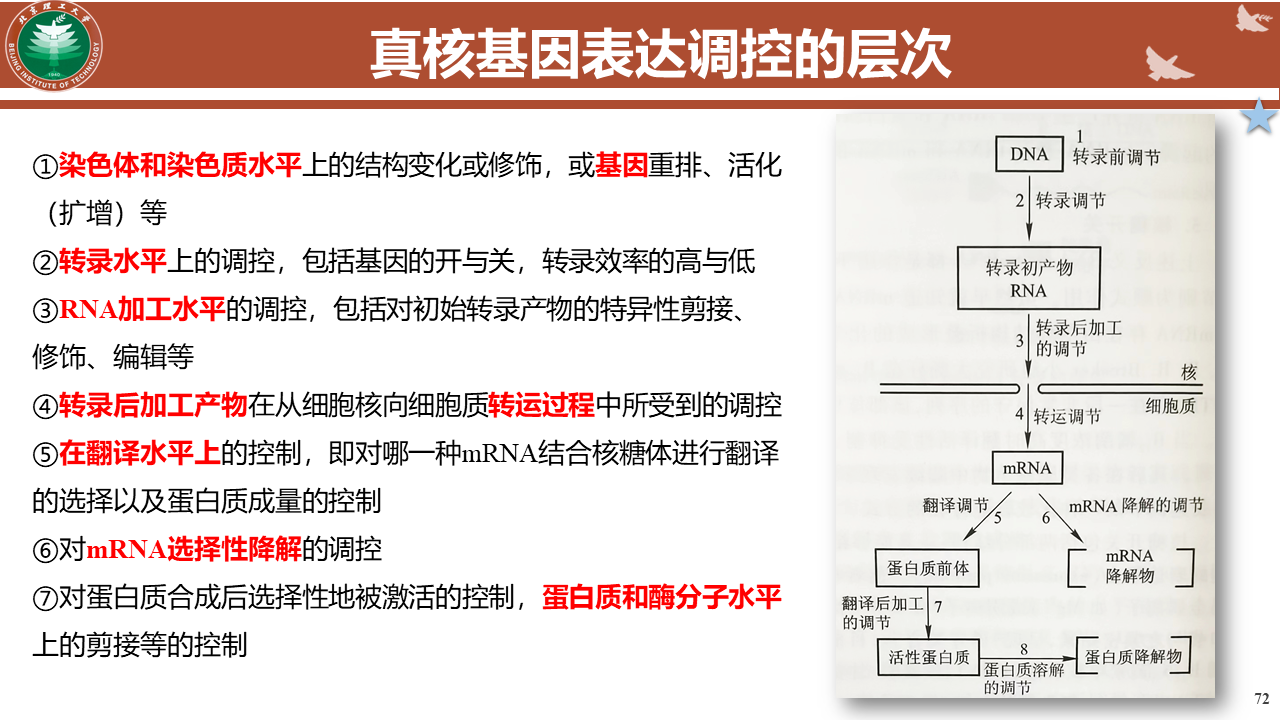 北京理工大学
BEIJING INSTITUTE OF TECHNOLOGY
1940
真核基因表达调控的层次
①染色体和染色质水平上的结构变化或修饰，或基因重排、活化
（扩增）等
②转录水平上的调控，包括基因的开与关，转录效率的高与低
③RNA加工水平的调控，包括对初始转录产物的特异性剪接、
修饰、编辑等
④转录后加工产物在从细胞核向细胞质转运过程中所受到的调控
⑤在翻译水平上的控制，即对哪一种mRNA结合核糖体进行翻译
的选择以及蛋白质成量的控制
⑥对mRNA选择性降解的调控
⑦对蛋白质合成后选择性地被激活的控制，蛋白质和酶分子水平
上的剪接等的控制
DNA
1
转录前调节
2 转录调节
转录初产物
RNA
3
转录后加工
的调节
核
细胞质
4 转运调节
mRNA
翻译调节
5
6
mRNA 降解的调节
蛋白质前体
mRNA
降解物
翻译后加工
的调节
7
活性蛋白质
8
蛋白质溶解
的调节
蛋白质降解物
72